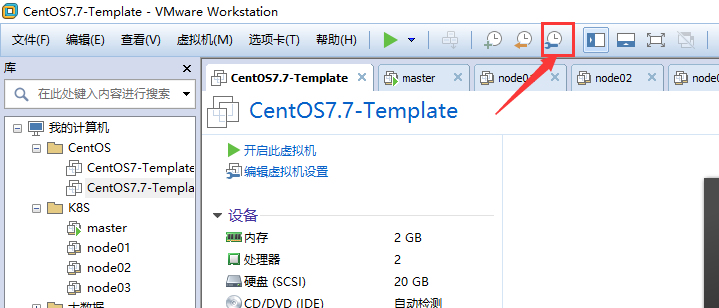 CentOS7.7-Template - VMware Workstation
文件(F) 编辑(E) 查看(V) 虚拟机(M) 选项卡(T) 帮助(H)
库
在此处键入内容进行搜索
CentOS7.7-Template master node0 node02 node0
CentOS7.7-Template
我的计算机
CentOS
CentOS7-Template
CentOS7.7-Templa
K8S
master
node01
node02
node03
大数据
开启此虚拟机
编辑虚拟机设置
设备
内存 2 GB
处理器 2
硬盘 (SCSI) 20 GB
CD/DVD (IDE) 自动检测